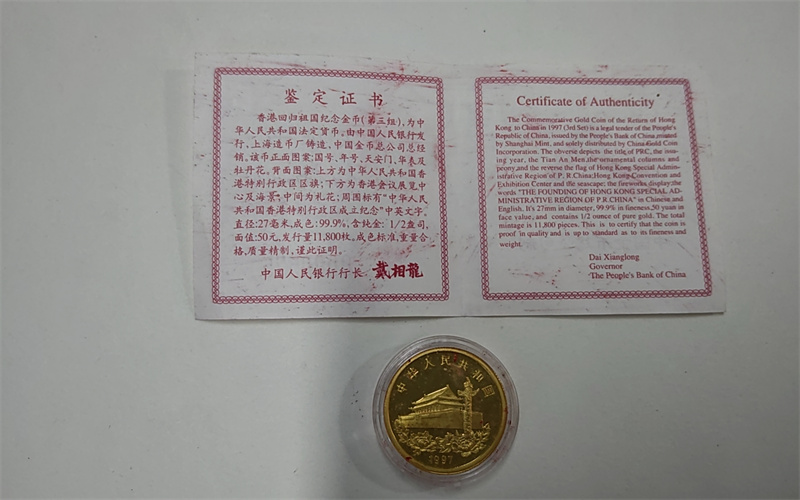 鉴定证书
香港回归祖国纪念金币(第三组),为
中华人民共和国法定货币。由中国人民银行发
行,上海造币厂铸造,中国金币总公司总经
销。该币正面图案:国号、年号、天安门、华表及
牡丹花,背面图案:上方为中华人民共和国香
港特别行政区区旗;下方为香港会议展览中
心及海景;中间为礼花;周围标有"中华人民
共和国香港特别行政区成立纪念"中英文字。
直径:27毫米,成色:99.9%,含纯金:1/2盎司,
面值:50元,发行量11,800枚。成色标准,重量合
格,质量精制,谨此证明。
中国人民银行行长 戴相龍
Certificate of Authenticity
The Commemorative Gold Coin of the Return of Hong
Kong to China in 1997 (3rd Set) is a legal tender of the People's
Republic of China, issued by the People's Bank of China, minted
by Shanghai Mint, and solely distributed by China Gold Coin
Incorporation. The obverse depicts the title of PRC, the issu-
ing year, the Tian An Men, the ornamental columns and
peony, and the reverse the flag of Hong Kong Special Admin-
istrative Region of P. R. China; Hong Kong Convention and
Exhibition Center and the seascape; the fireworks display; the
words "THE FOUNDING OF HONG KONG SPECIAL AD-
MINISTRATIVE REGION OF P.R.CHINA" in Chinese and
English. It's 27mm in diameter, 99.9% in fineness, 50 yuan in
face value, and contains 1/2 ounce of pure gold. The total
mintage is 11,800 pieces. This is to certify that the coin is
proof in quality and is up to standard as to its fineness and
weight.
Dai Xianglong
Governor
The People's Bank of China
中华人民共和國
1997